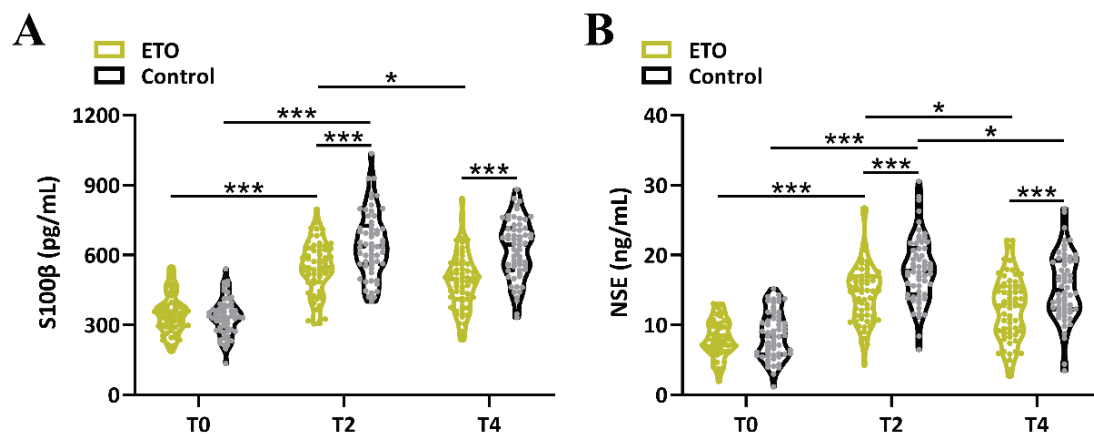 A
ETO
Control
*
***
***
***
***
1200
900
600
300
0
S100β (pg/mL)
T0
T2
T4
B
ETO
Control
*
***
*
***
***
***
40
30
20
10
0
NSE (ng/mL)
T0
T2
T4